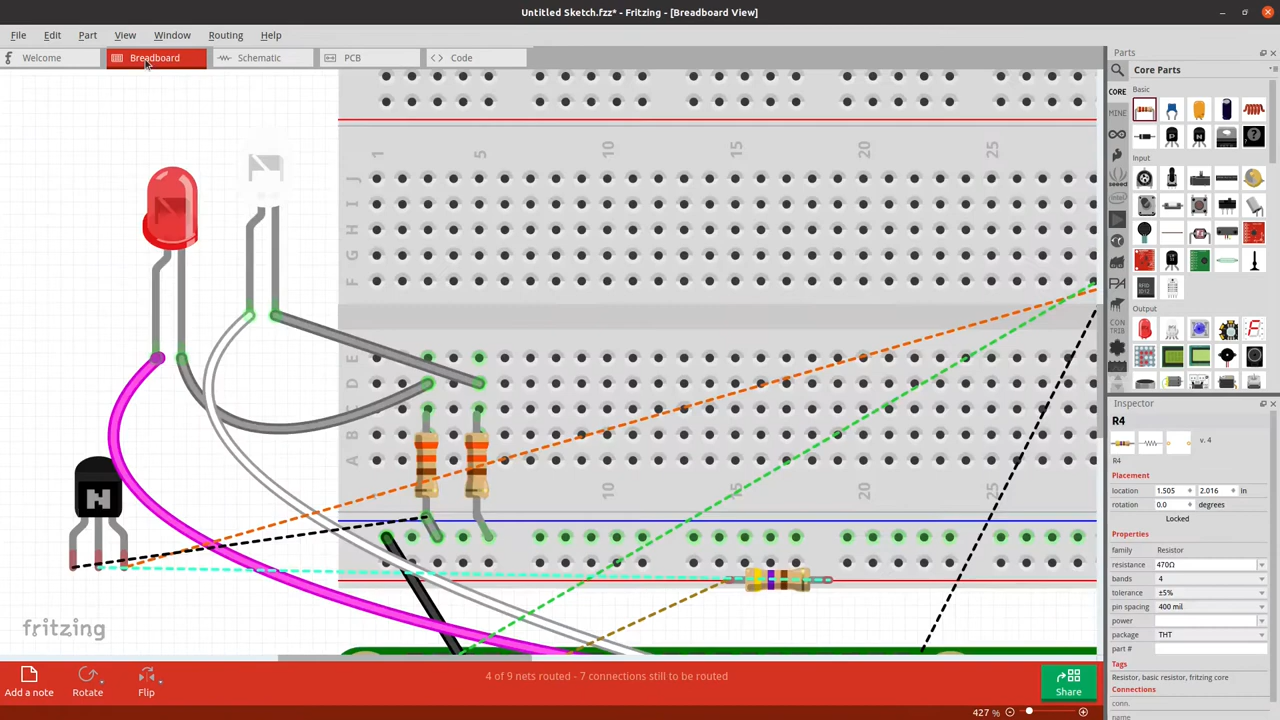 Untitled Sketch.fzz* - Fritzing - [Breadboard View]
File Edit Part View Window Routing Help
Welcome Breadboard Schematic PCB Code
Parts
Core Parts
CORE
MINE
Basic
Input
Output
1 5 10 15 20 25
J
I
H
G
F
E
D
C
B
A
10 15 20 25
N
fritzing
Inspector
R4
v. 4
R4
Placement
location 1.505 2.016 in
rotation 0.0 degrees
Locked
Properties
family Resistor
resistance 470Ω
bands 4
tolerance ±5%
pin spacing 400 mil
power
package THT
part #
Tags
Resistor, basic resistor, fritzing core
Connections
conn.
name
Add a note Rotate Flip
4 of 9 nets routed - 7 connections still to be routed
Share
427 %